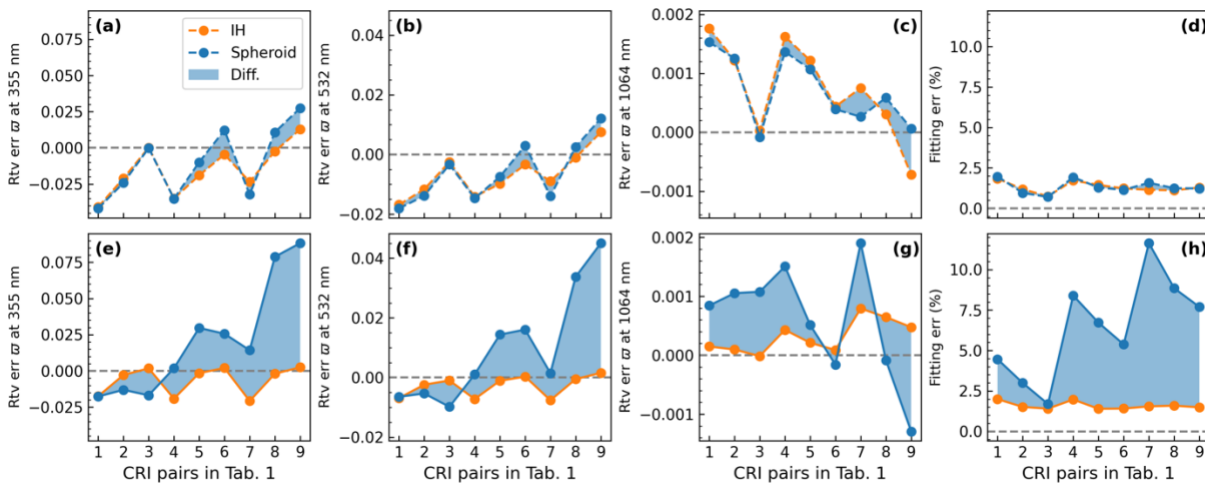 (a)
Rtv err ϖ at 355 nm
0.075
0.050
0.025
0.000
−0.025
IH
Spheroid
Diff.
(b)
Rtv err ϖ at 532 nm
0.04
0.02
0.00
−0.02
(c)
Rtv err ϖ at 1064 nm
0.002
0.001
0.000
−0.001
(d)
Fitting err (%)
10.0
7.5
5.0
2.5
0.0
(e)
Rtv err ϖ at 355 nm
0.075
0.050
0.025
0.000
−0.025
1 2 3 4 5 6 7 8 9
CRI pairs in Tab. 1
(f)
Rtv err ϖ at 532 nm
0.04
0.02
0.00
−0.02
1 2 3 4 5 6 7 8 9
CRI pairs in Tab. 1
(g)
Rtv err ϖ at 1064 nm
0.002
0.001
0.000
−0.001
1 2 3 4 5 6 7 8 9
CRI pairs in Tab. 1
(h)
Fitting err (%)
10.0
7.5
5.0
2.5
0.0
1 2 3 4 5 6 7 8 9
CRI pairs in Tab. 1